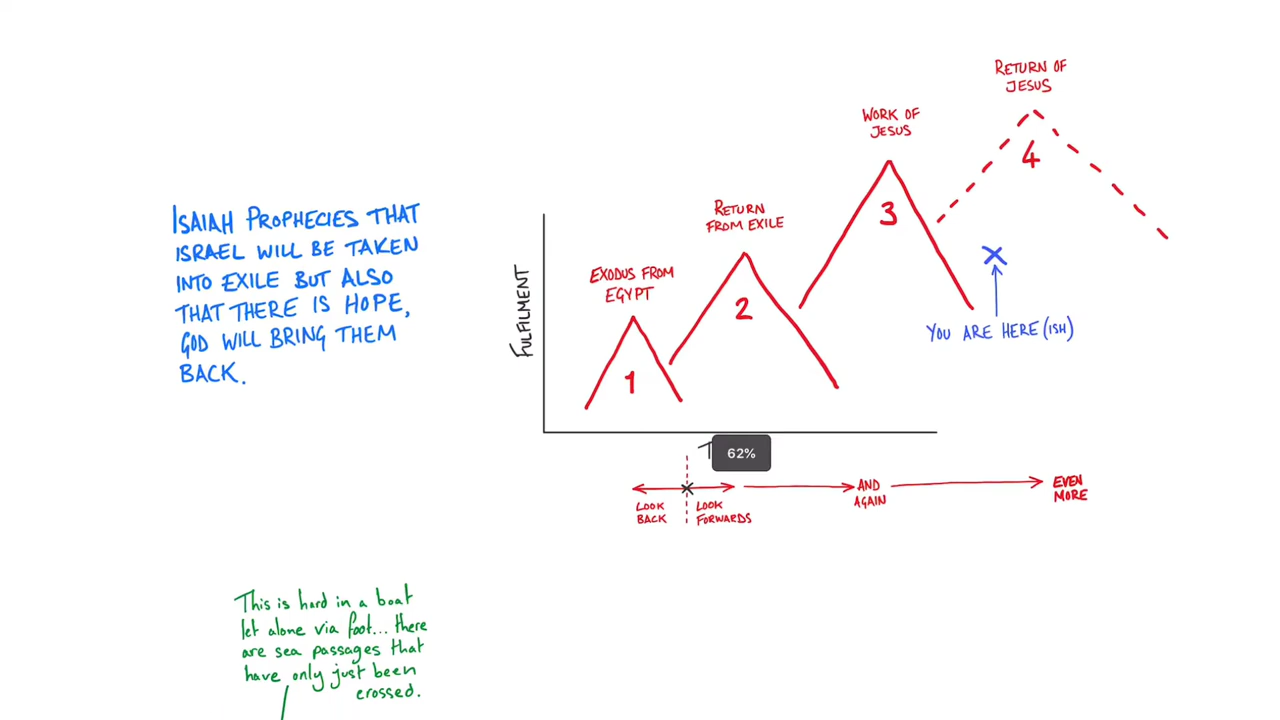 RETURN OF
JESUS
WORK OF
JESUS
4
ISAIAH PROPHECIES THAT
ISRAEL WILL BE TAKEN
INTO EXILE BUT ALSO
THAT THERE IS HOPE,
GOD WILL BRING THEM
BACK.
RETURN
FROM EXILE
3
EXODUS FROM
EGYPT
2
1
FULFILMENT
YOU ARE HERE (ISH)
T
62%
LOOK
BACK
LOOK
FORWARDS
AND
AGAIN
EVEN
MORE
This is hard in a boat
let alone via foot... there
are sea passages that
have only just been
crossed.